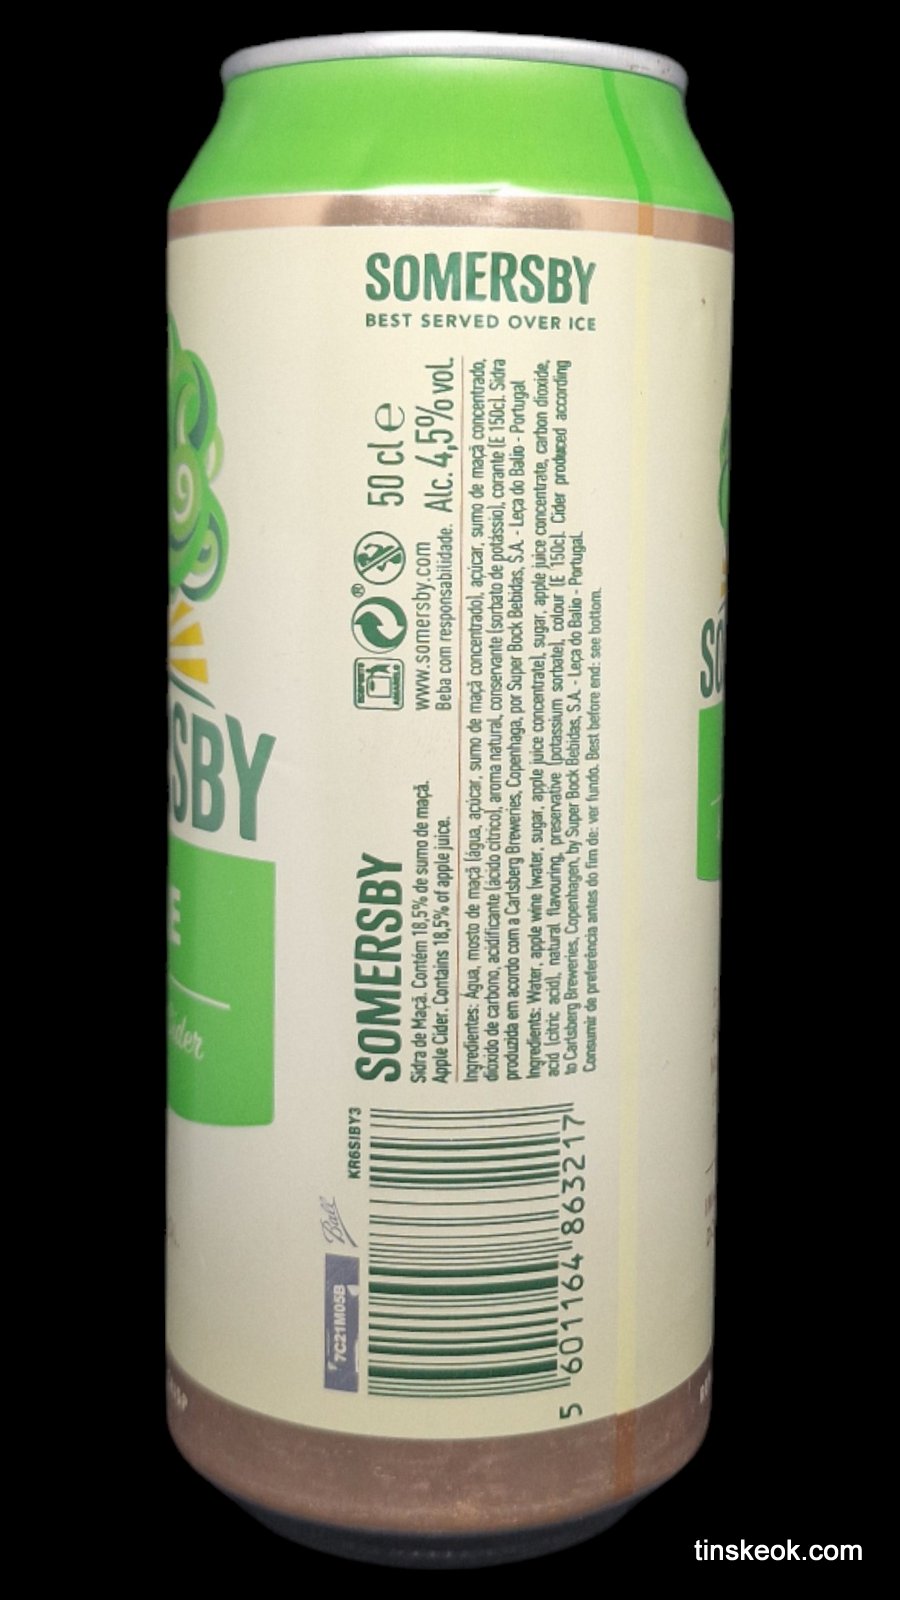 SOMERSBY
BEST SERVED OVER ICE
SOMERSBY
Sidra de Maçã. Contém 18,5% de sumo de maçã.
Apple Cider. Contains 18,5% of apple juice.
ECOPONTO
AMARELO
®
50 cl e
www.somersby.com
Beba com responsabilidade. Alc. 4,5% vol.
Ingredientes: Água, mosto de maçã (água, açúcar, sumo de maçã concentrado), açúcar, sumo de maçã concentrado,
dióxido de carbono, acidificante (ácido cítrico), aroma natural, conservante (sorbato de potássio), corante (E 150c). Sidra
produzida em acordo com a Carlsberg Breweries, Copenhaga, por Super Bock Bebidas, S.A. - Leça do Balio - Portugal
Ingredients: Water, apple wine (water, sugar, apple juice concentrate), sugar, apple juice concentrate, carbon dioxide,
acid (citric acid), natural flavouring, preservative (potassium sorbate), colour (E 150c). Cider produced according
to Carlsberg Breweries, Copenhagen, by Super Bock Bebidas, S.A. - Leça do Balio - Portugal.
Consumir de preferência antes do fim de: ver fundo. Best before end: see bottom.
KR6SIBY3
Ball
7C21M05B
5 601164 863217
SBY
E
ider
SO
tinskeok.com